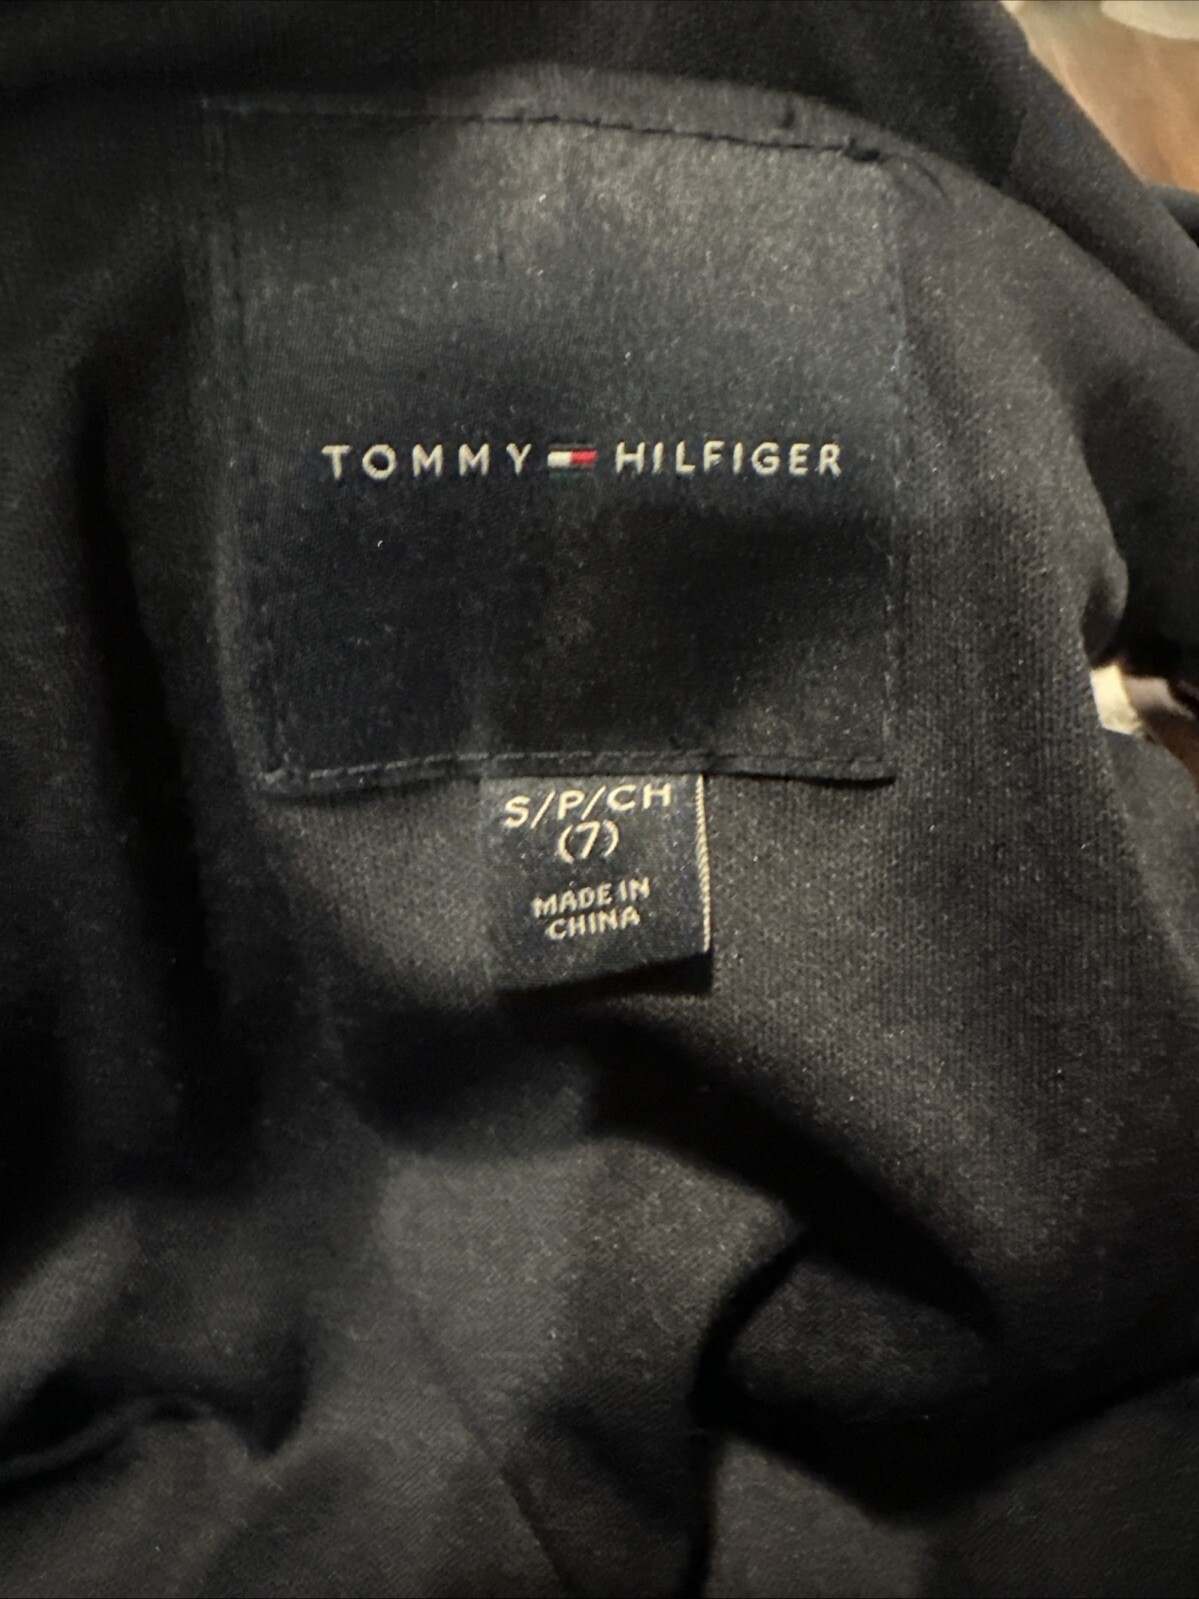 TOMMY HILFIGER
S/P/CH
(7)
MADE IN
CHINA